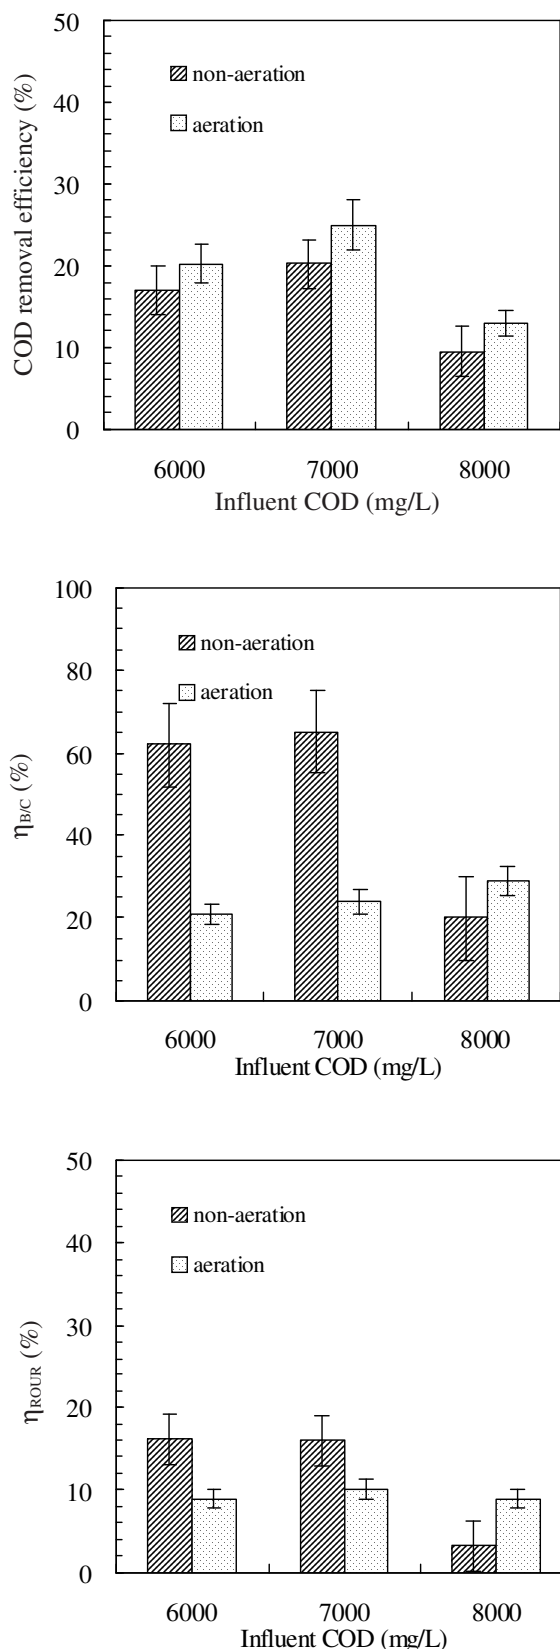 50
40
30
20
10
0
COD removal efficiency (%)
non-aeration
aeration
6000 7000 8000
Influent COD (mg/L)
100
80
60
40
20
0
ηB/C (%)
non-aeration
aeration
6000 7000 8000
Influent COD (mg/L)
50
40
30
20
10
0
ηROUR (%)
non-aeration
aeration
6000 7000 8000
Influent COD (mg/L)